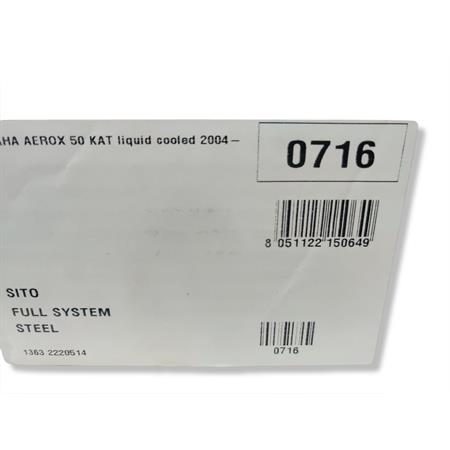 AHA AEROX 50 KAT liquid cooled 2004-
0716
8 051122 150649
SITO
FULL SYSTEM
STEEL
1363 2220514
0716